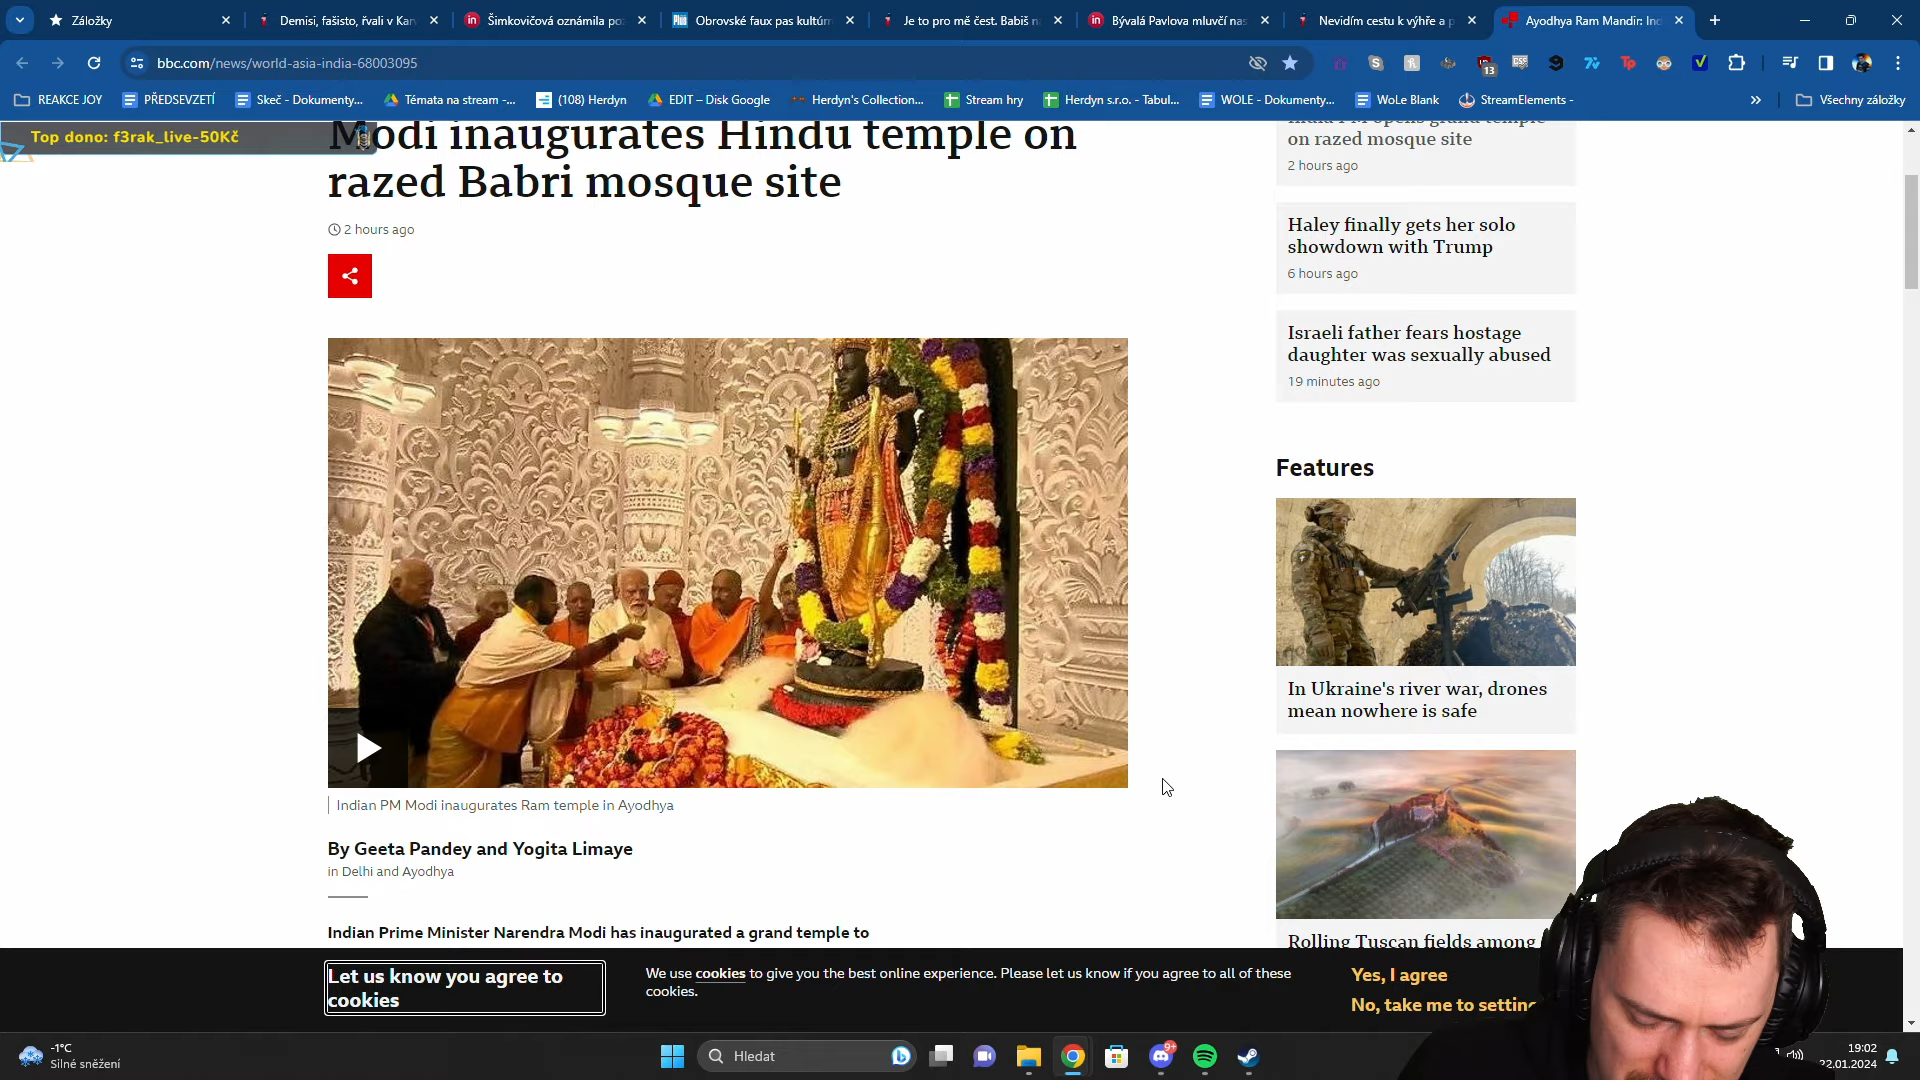 Záložky
Demisi, fašisto, řvali v Kar
Šimkovičová oznámila po
Obrovské faux pas kultúrn
Je to pro mě čest. Babiš n
Bývalá Pavlova mluvčí na
Nevidím cestu k výhře a p
Ayodhya Ram Mandir: Ind
bbc.com/news/world-asia-india-68003095
13
REAKCE JOY
PŘEDSEVZETÍ
Skeč - Dokumenty...
Témata na stream -...
(108) Herdyn
EDIT – Disk Google
Herdyn's Collection...
Stream hry
Herdyn s.r.o. - Tabul...
WOLE - Dokumenty...
WoLe Blank
StreamElements -
Všechny záložky
Top dono: f3rak_live-50Kč
Modi inaugurates Hindu temple on
razed Babri mosque site
2 hours ago
Indian PM Modi inaugurates Ram temple in Ayodhya
By Geeta Pandey and Yogita Limaye
in Delhi and Ayodhya
Indian Prime Minister Narendra Modi has inaugurated a grand temple to
India PM opens grand temple
on razed mosque site
2 hours ago
Haley finally gets her solo
showdown with Trump
6 hours ago
Israeli father fears hostage
daughter was sexually abused
19 minutes ago
Features
In Ukraine's river war, drones
mean nowhere is safe
Rolling Tuscan fields among
Let us know you agree to
cookies
We use cookies to give you the best online experience. Please let us know if you agree to all of these
cookies.
Yes, I agree
No, take me to settin
-1°C
Silné sněžení
Hledat
9+
19:02
22.01.2024